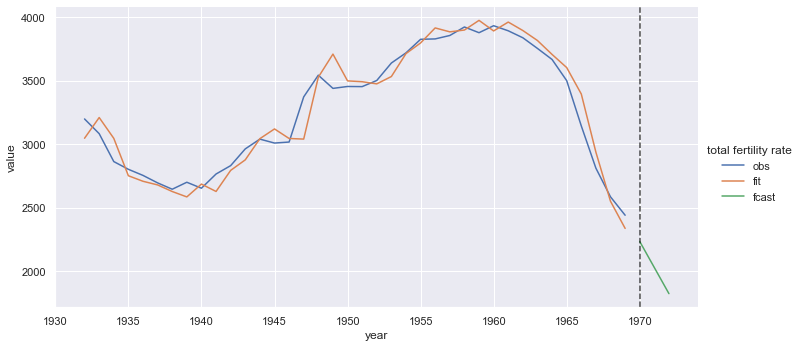 4000
3500
3000
2500
2000
value
1930 1935 1940 1945 1950 1955 1960 1965 1970
year
total fertility rate
obs
fit
fcast